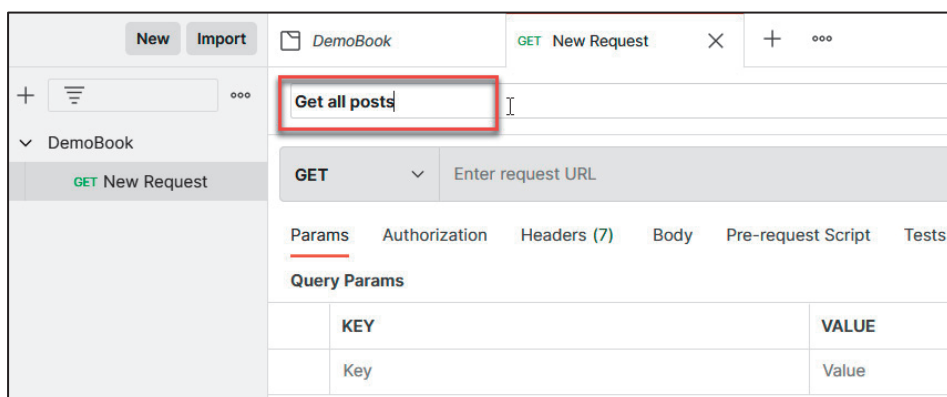 New Import
DemoBook
GET New Request
Get all posts
DemoBook
GET New Request
GET Enter request URL
Params Authorization Headers (7) Body Pre-request Script Tests
Query Params
KEY VALUE
Key Value